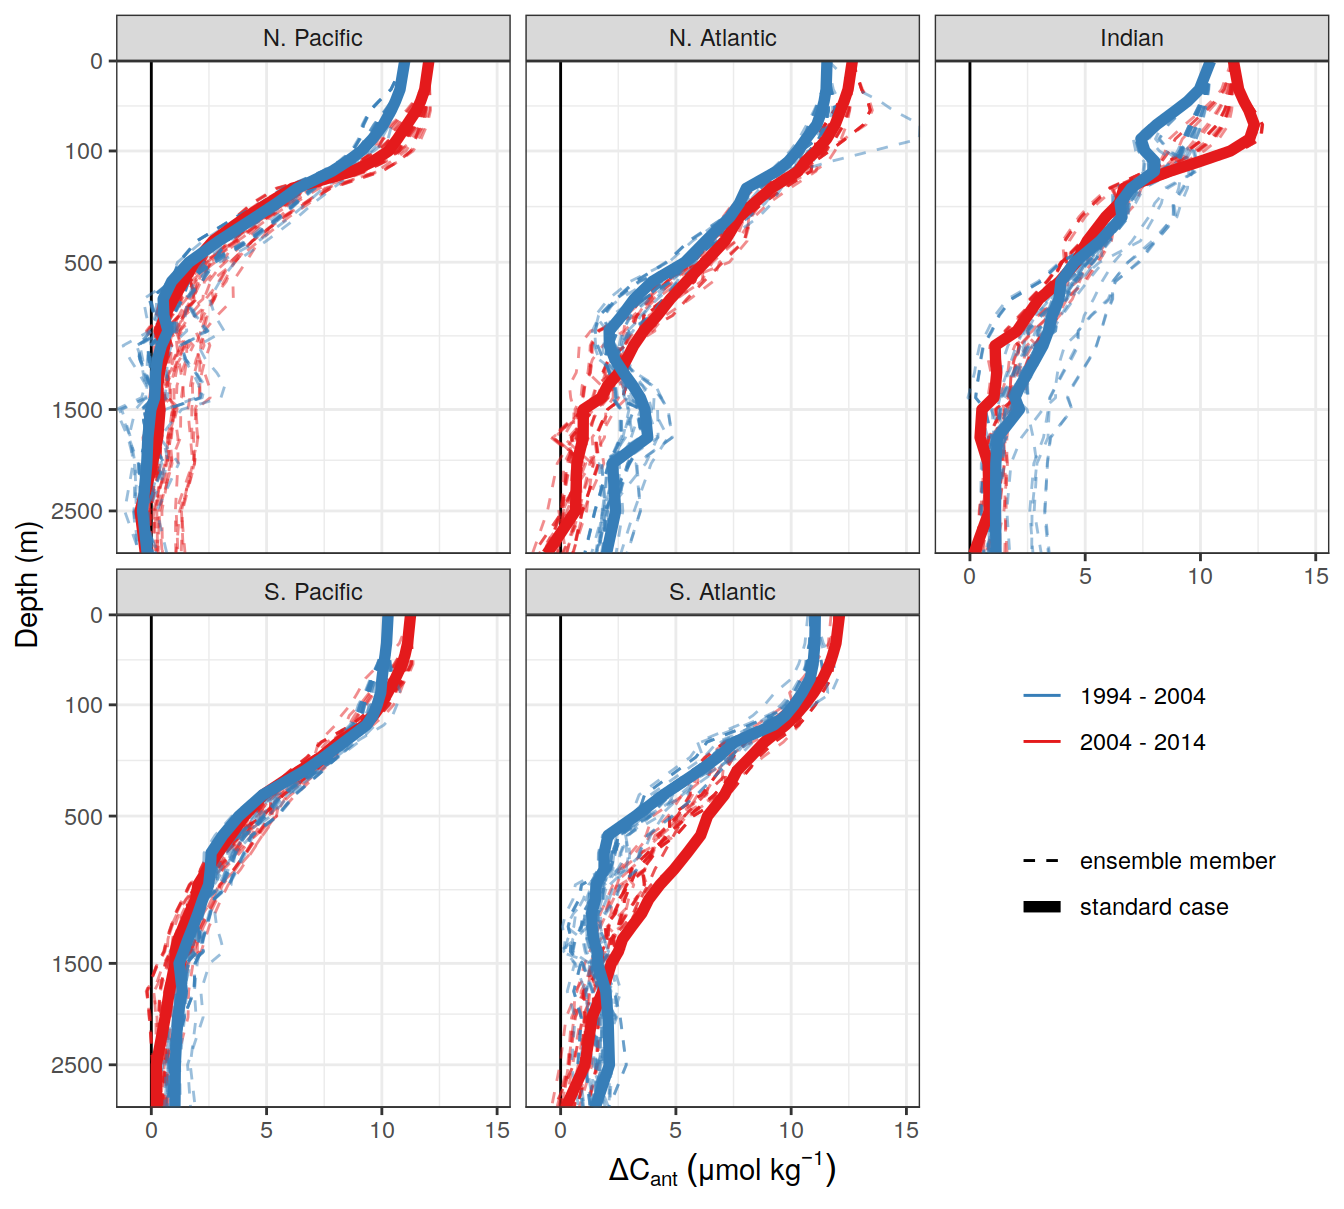 N. Pacific
N. Atlantic
Indian
0
100
500
1500
2500
0
5
10
15
S. Pacific
S. Atlantic
0
100
500
1500
2500
0
5
10
15
0
5
10
15
Depth (m)
ΔCant (µmol kg⁻¹)
1994 - 2004
2004 - 2014
ensemble member
standard case